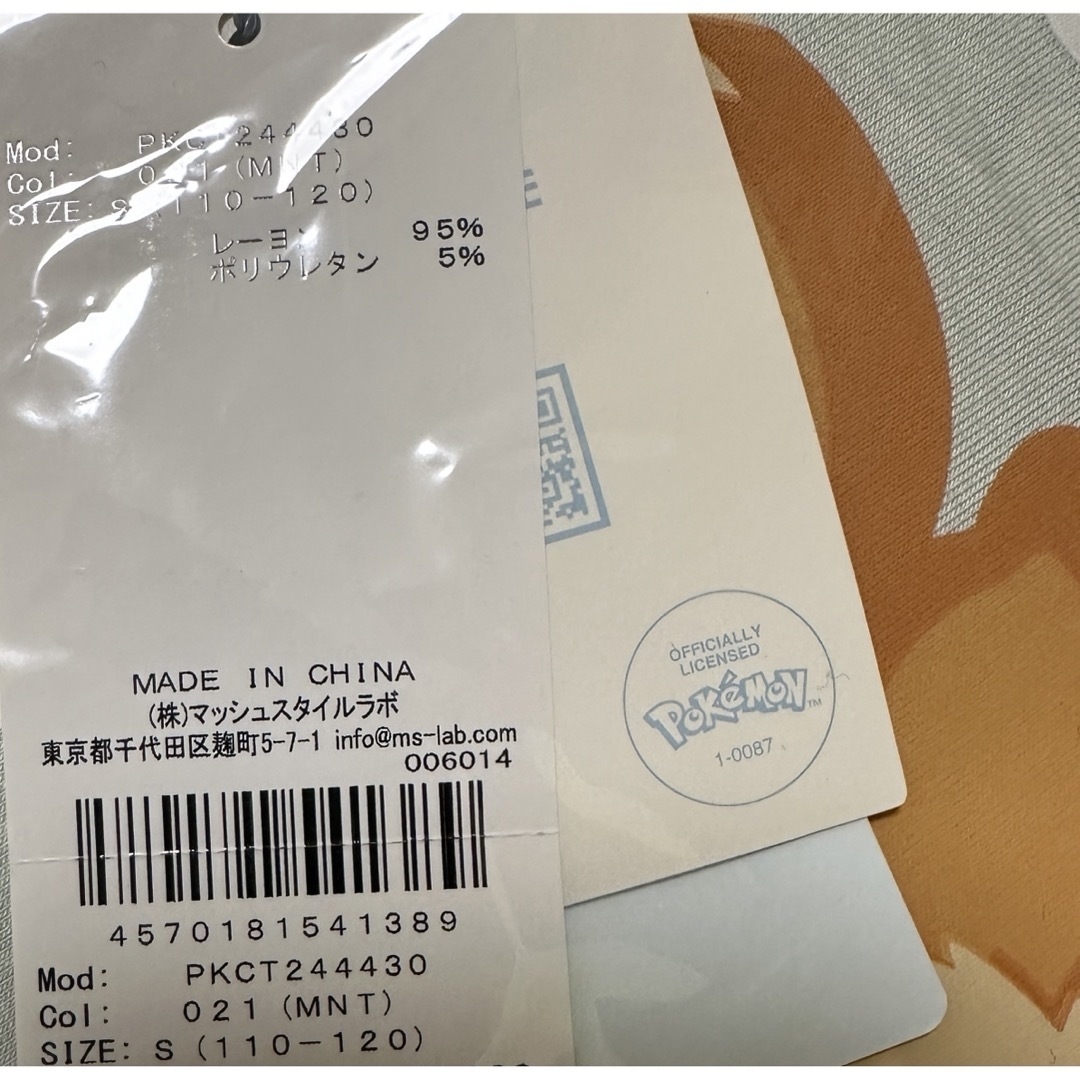 Mod: PKCT244430
Col: 021 (MNT)
SIZE: S (110-120)
レーヨン 95%
ポリウレタン 5%
MADE IN CHINA
(株)マッシュスタイルラボ
東京都千代田区麹町5-7-1 info@ms-lab.com
006014
4570181541389
Mod: PKCT244430
Col: 021 (MNT)
SIZE: S (110-120)
OFFICIALLY
LICENSED
POKéMON™
1-0087